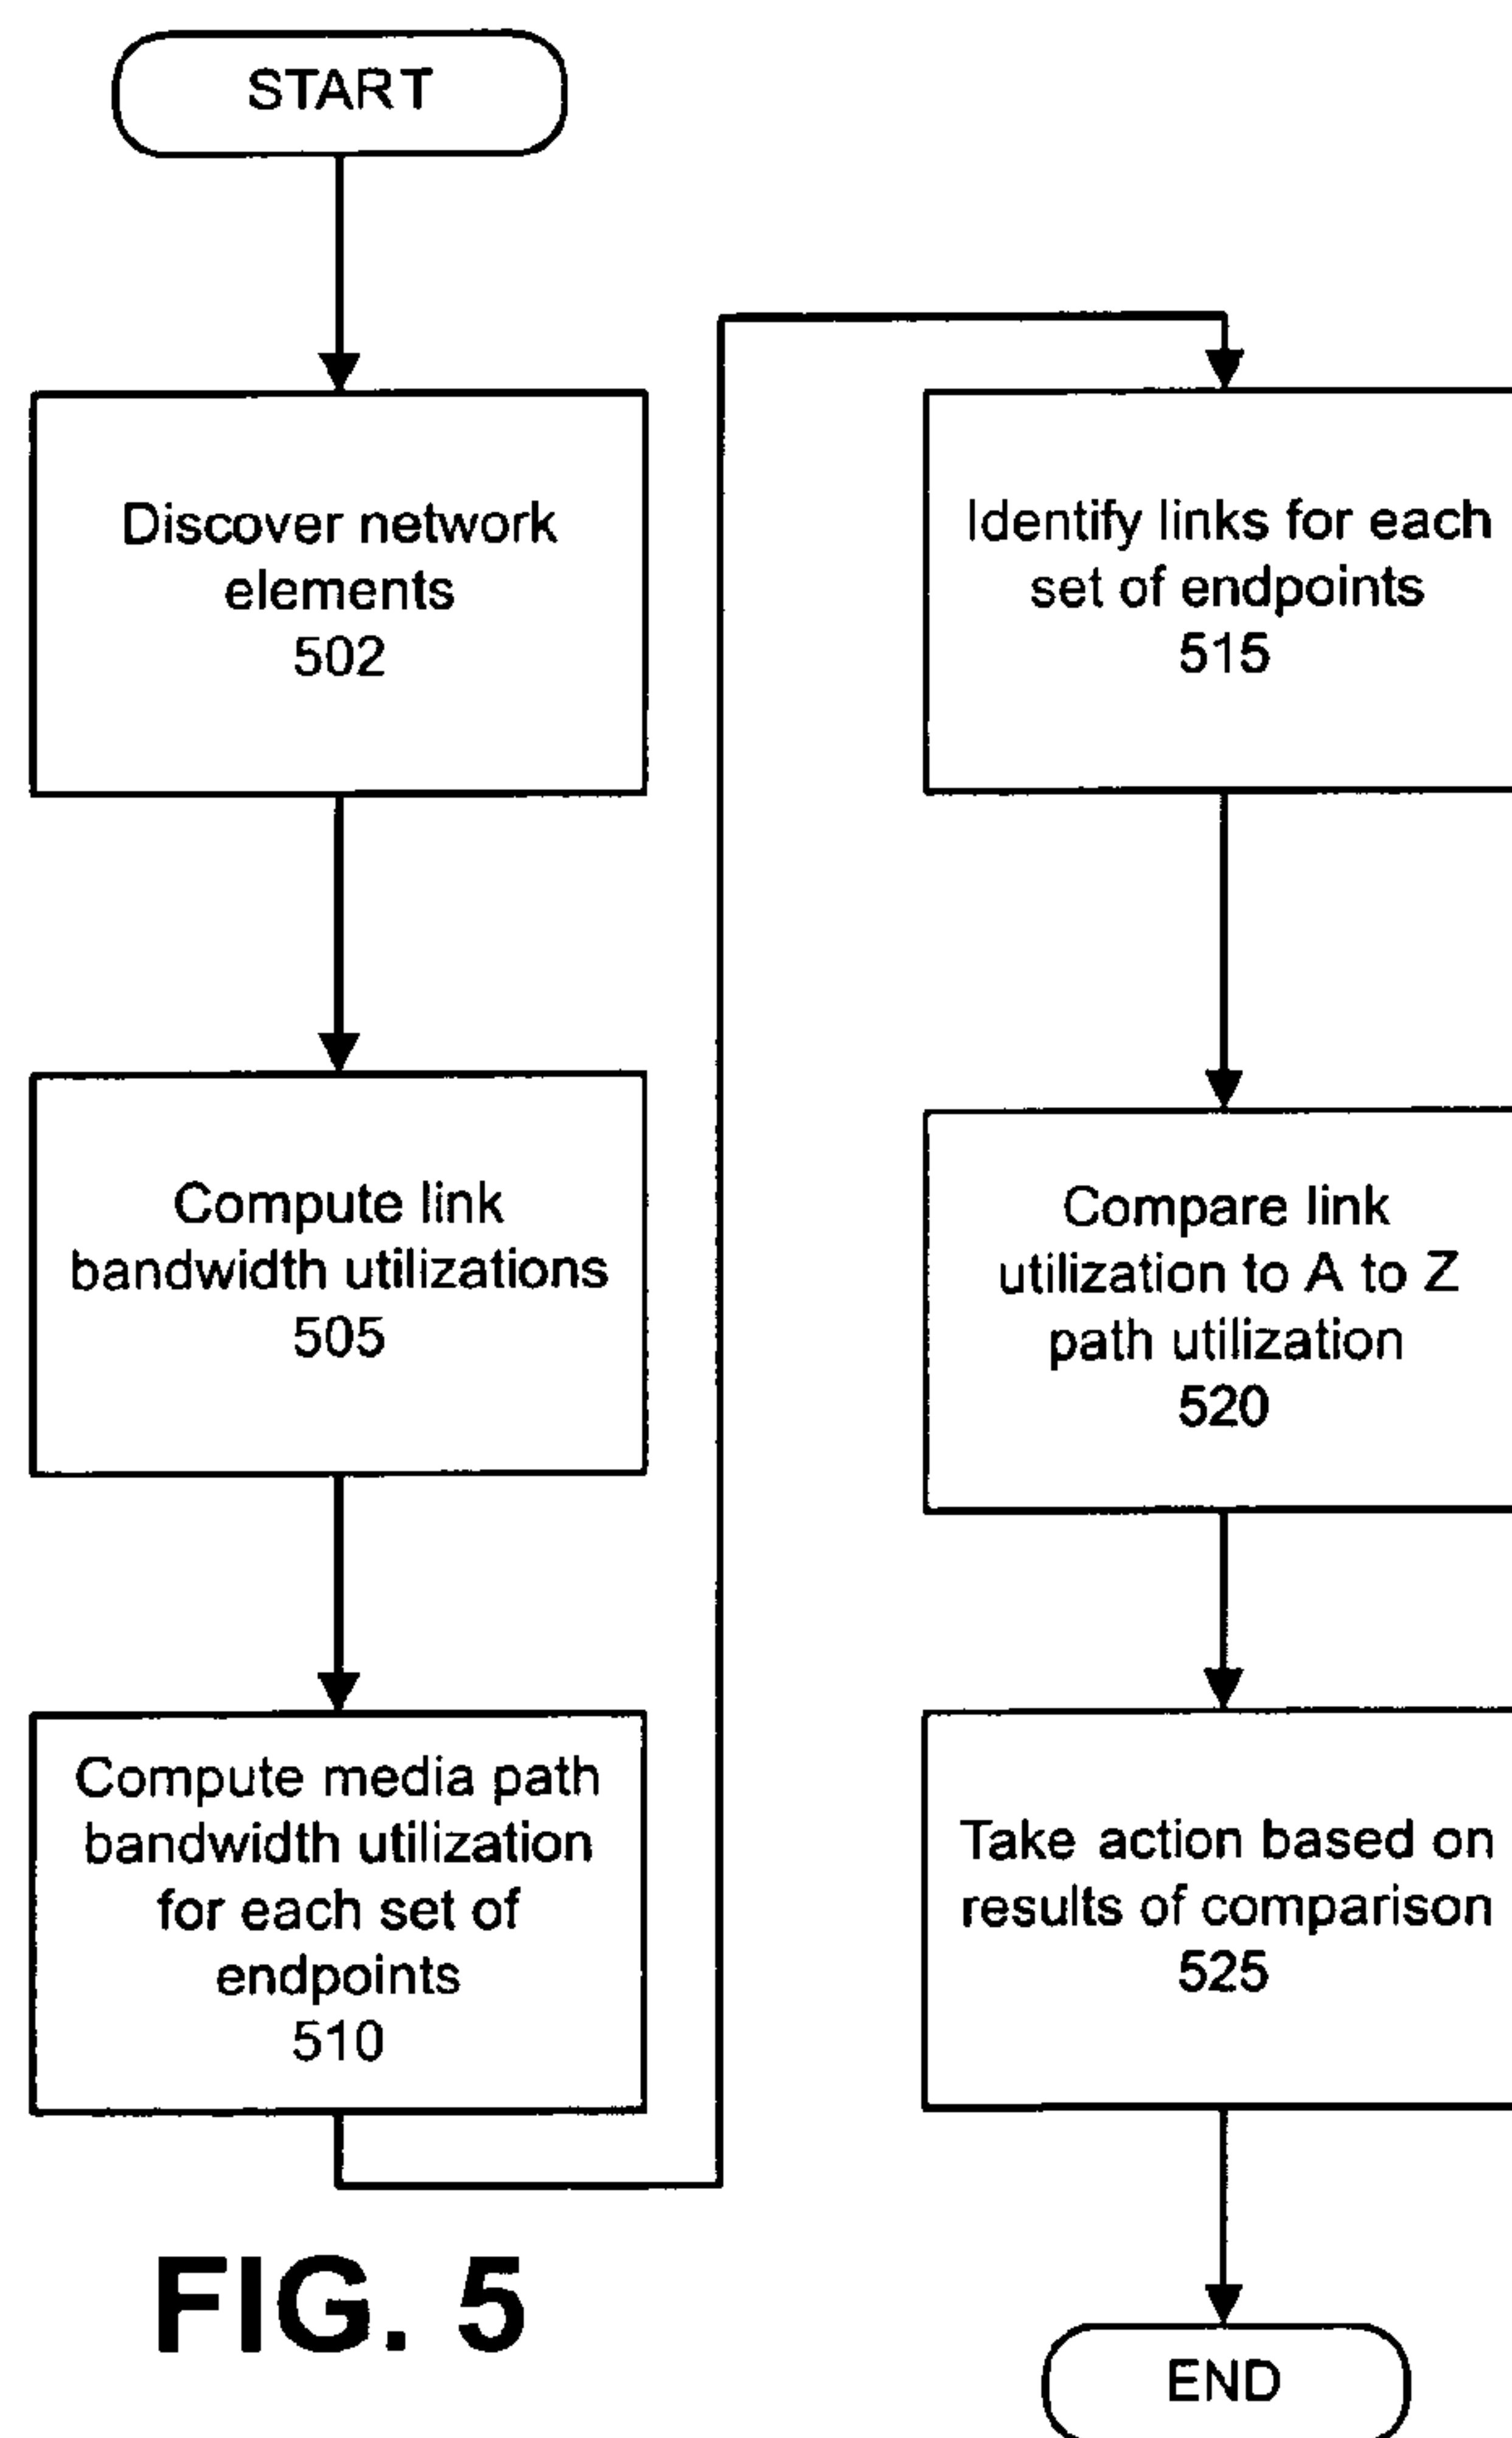 START
Discover network
elements
502
Compute link
bandwidth utilizations
505
Compute media path
bandwidth utilization
for each set of
endpoints
510
Identify links for each
set of endpoints
515
Compare link
utilization to A to Z
path utilization
520
Take action based on
results of comparison
525
END
FIG. 5